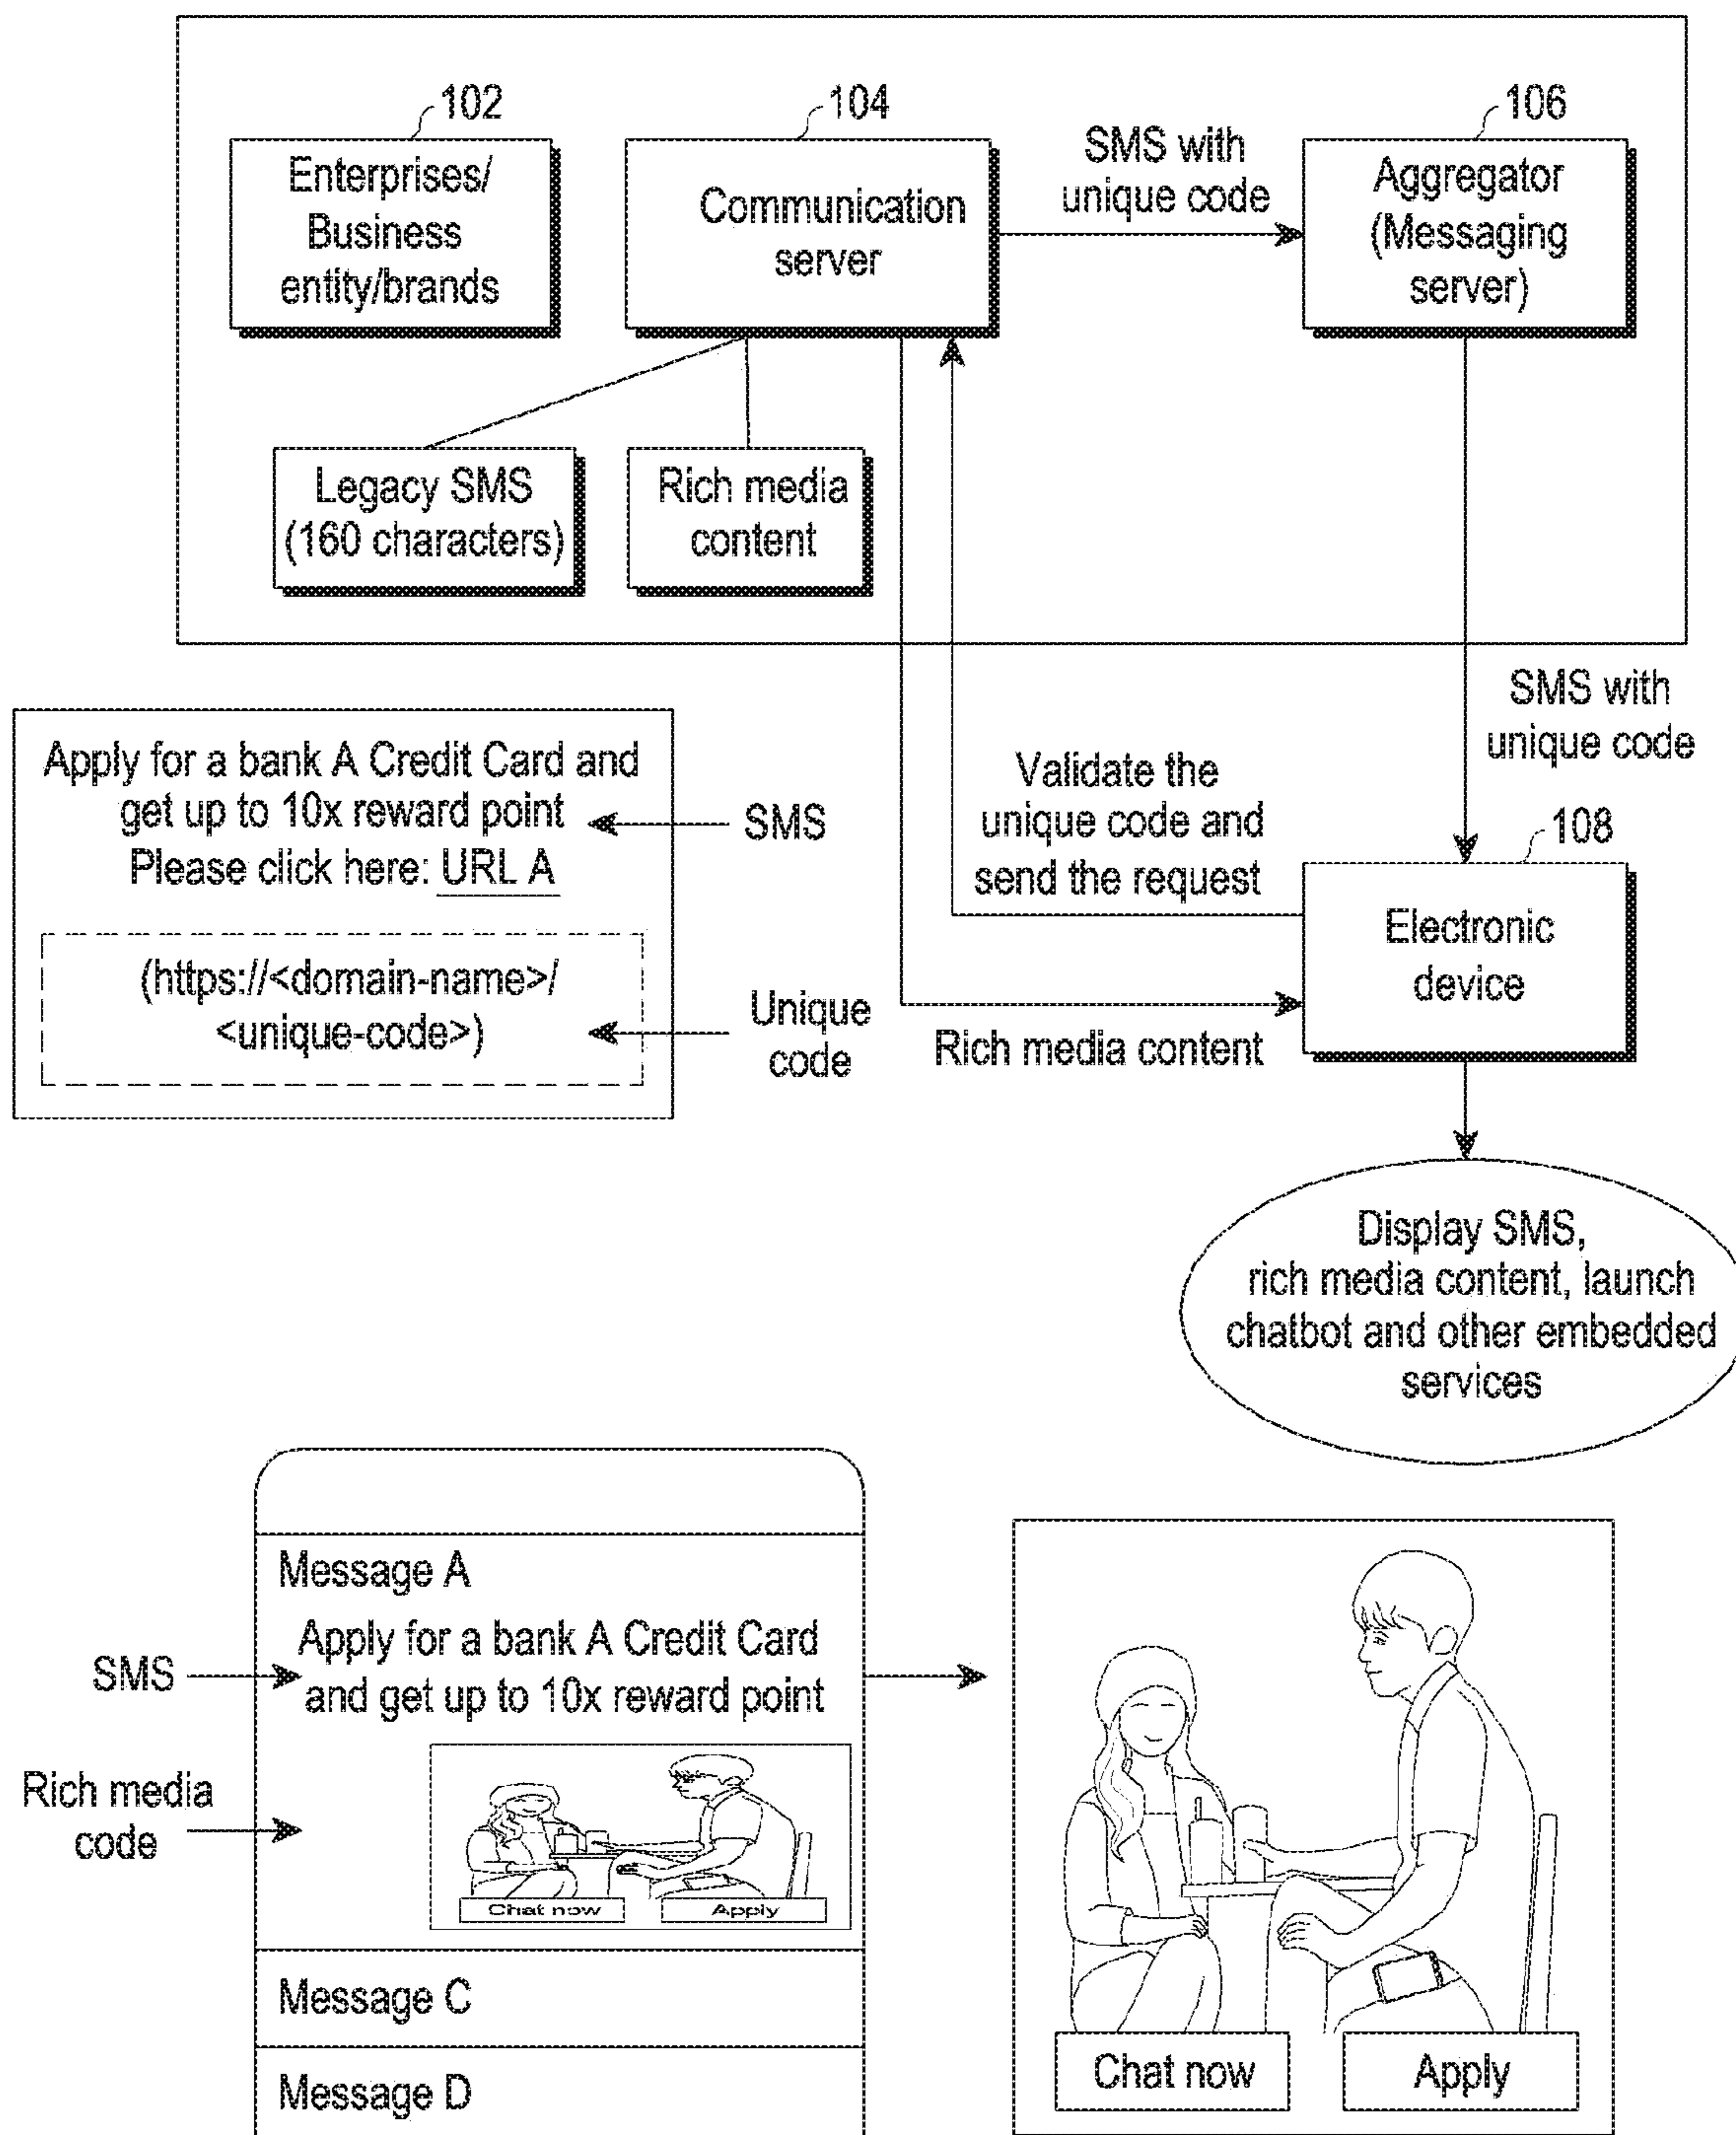 102
Enterprises/
Business
entity/brands
104
Communication
server
SMS with
unique code
106
Aggregator
(Messaging
server)
Legacy SMS
(160 characters)
Rich media
content
SMS with
unique code
Apply for a bank A Credit Card and
get up to 10x reward point
Please click here: URL A
SMS
(https://<domain-name>/
<unique-code>)
Unique
code
Validate the
unique code and
send the request
Rich media content
108
Electronic
device
Display SMS,
rich media content, launch
chatbot and other embedded
services
Message A
SMS
Apply for a bank A Credit Card
and get up to 10x reward point
Rich media
code
Chat now
Apply
Message C
Message D
Chat now
Apply